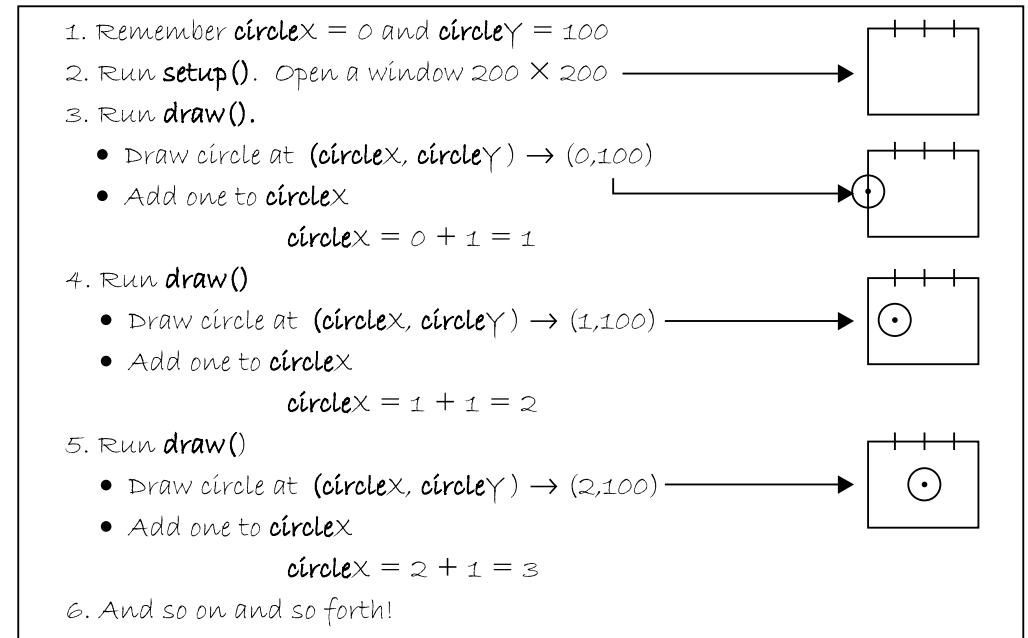 1. Remember circleX = 0 and circleY = 100
2. Run setup(). Open a window 200 × 200
3. Run draw().
• Draw circle at (circleX, circleY) → (0,100)
• Add one to circleX
circleX = 0 + 1 = 1
4. Run draw()
• Draw circle at (circleX, circleY) → (1,100)
• Add one to circleX
circleX = 1 + 1 = 2
5. Run draw()
• Draw circle at (circleX, circleY) → (2,100)
• Add one to circleX
circleX = 2 + 1 = 3
6. And so on and so forth!